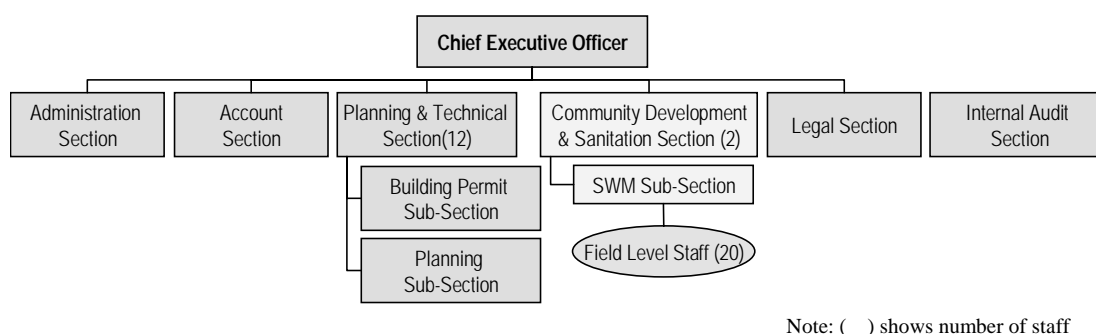 Chief Executive Officer
Administration
Section
Account
Section
Planning & Technical
Section(12)
Community Development
& Sanitation Section (2)
Legal Section
Internal Audit
Section
Building Permit
Sub-Section
Planning
Sub-Section
SWM Sub-Section
Field Level Staff (20)
Note: ( ) shows number of staff